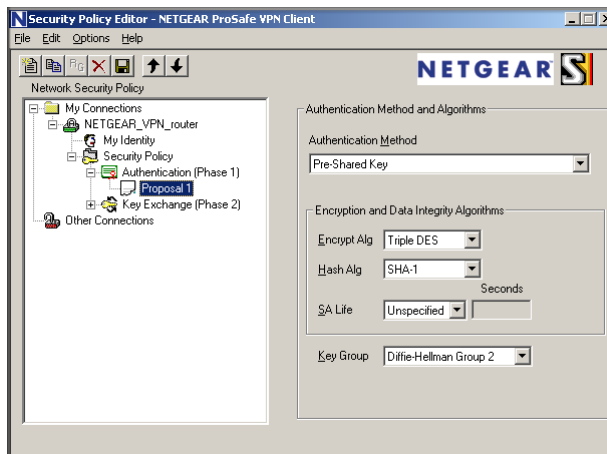 Security Policy Editor - NETGEAR ProSafe VPN Client
File Edit Options Help
NETGEAR
Network Security Policy
My Connections
NETGEAR_VPN_router
My Identity
Security Policy
Authentication (Phase 1)
Proposal 1
Key Exchange (Phase 2)
Other Connections
Authentication Method and Algorithms
Authentication Method
Pre-Shared Key
Encryption and Data Integrity Algorithms
Encrypt Alg Triple DES
Hash Alg SHA-1
Seconds
SA Life Unspecified
Key Group Diffie-Hellman Group 2